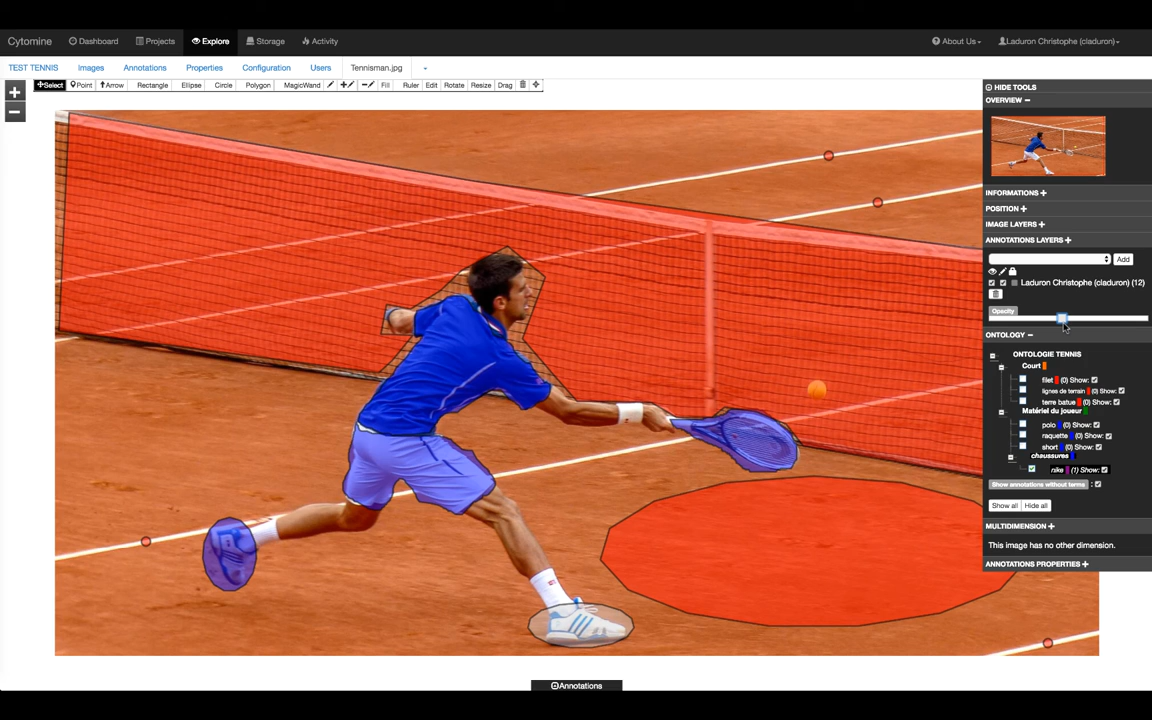 Cytomine Dashboard Projects Explore Storage Activity About Us Laduron Christophe (claduron)
TEST TENNIS Images Annotations Properties Configuration Users Tennisman.jpg
Select Point Arrow Rectangle Ellipse Circle Polygon MagicWand Fill Ruler Edit Rotate Resize Drag
HIDE TOOLS
OVERVIEW
INFORMATIONS
POSITION
IMAGE LAYERS
ANNOTATIONS LAYERS
Add
Laduron Christophe (claduron) (12)
Opacity
ONTOLOGY
ONTOLOGIE TENNIS
Court
filet (0) Show:
lignes de terrain (0) Show:
terre batue (0) Show:
Matériel du joueur
polo (0) Show:
raquette (0) Show:
short (0) Show:
chaussures
nike (1) Show:
Show annotations without terms :
Show all Hide all
MULTIDIMENSION
This image has no other dimension.
ANNOTATIONS PROPERTIES
Annotations